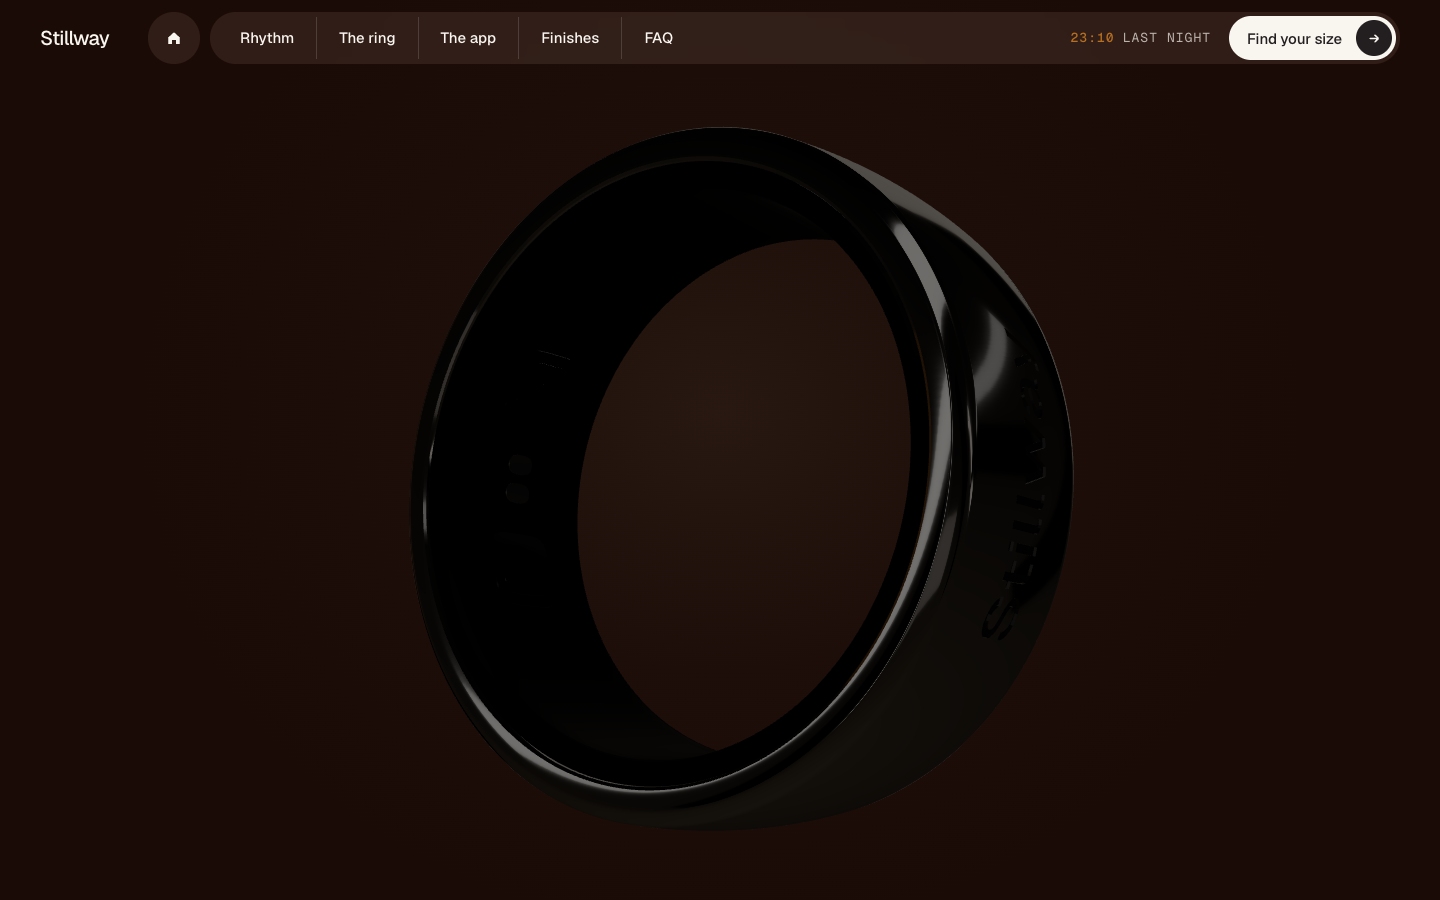 Stillway
Rhythm
The ring
The app
Finishes
FAQ
23:10 LAST NIGHT
Find your size